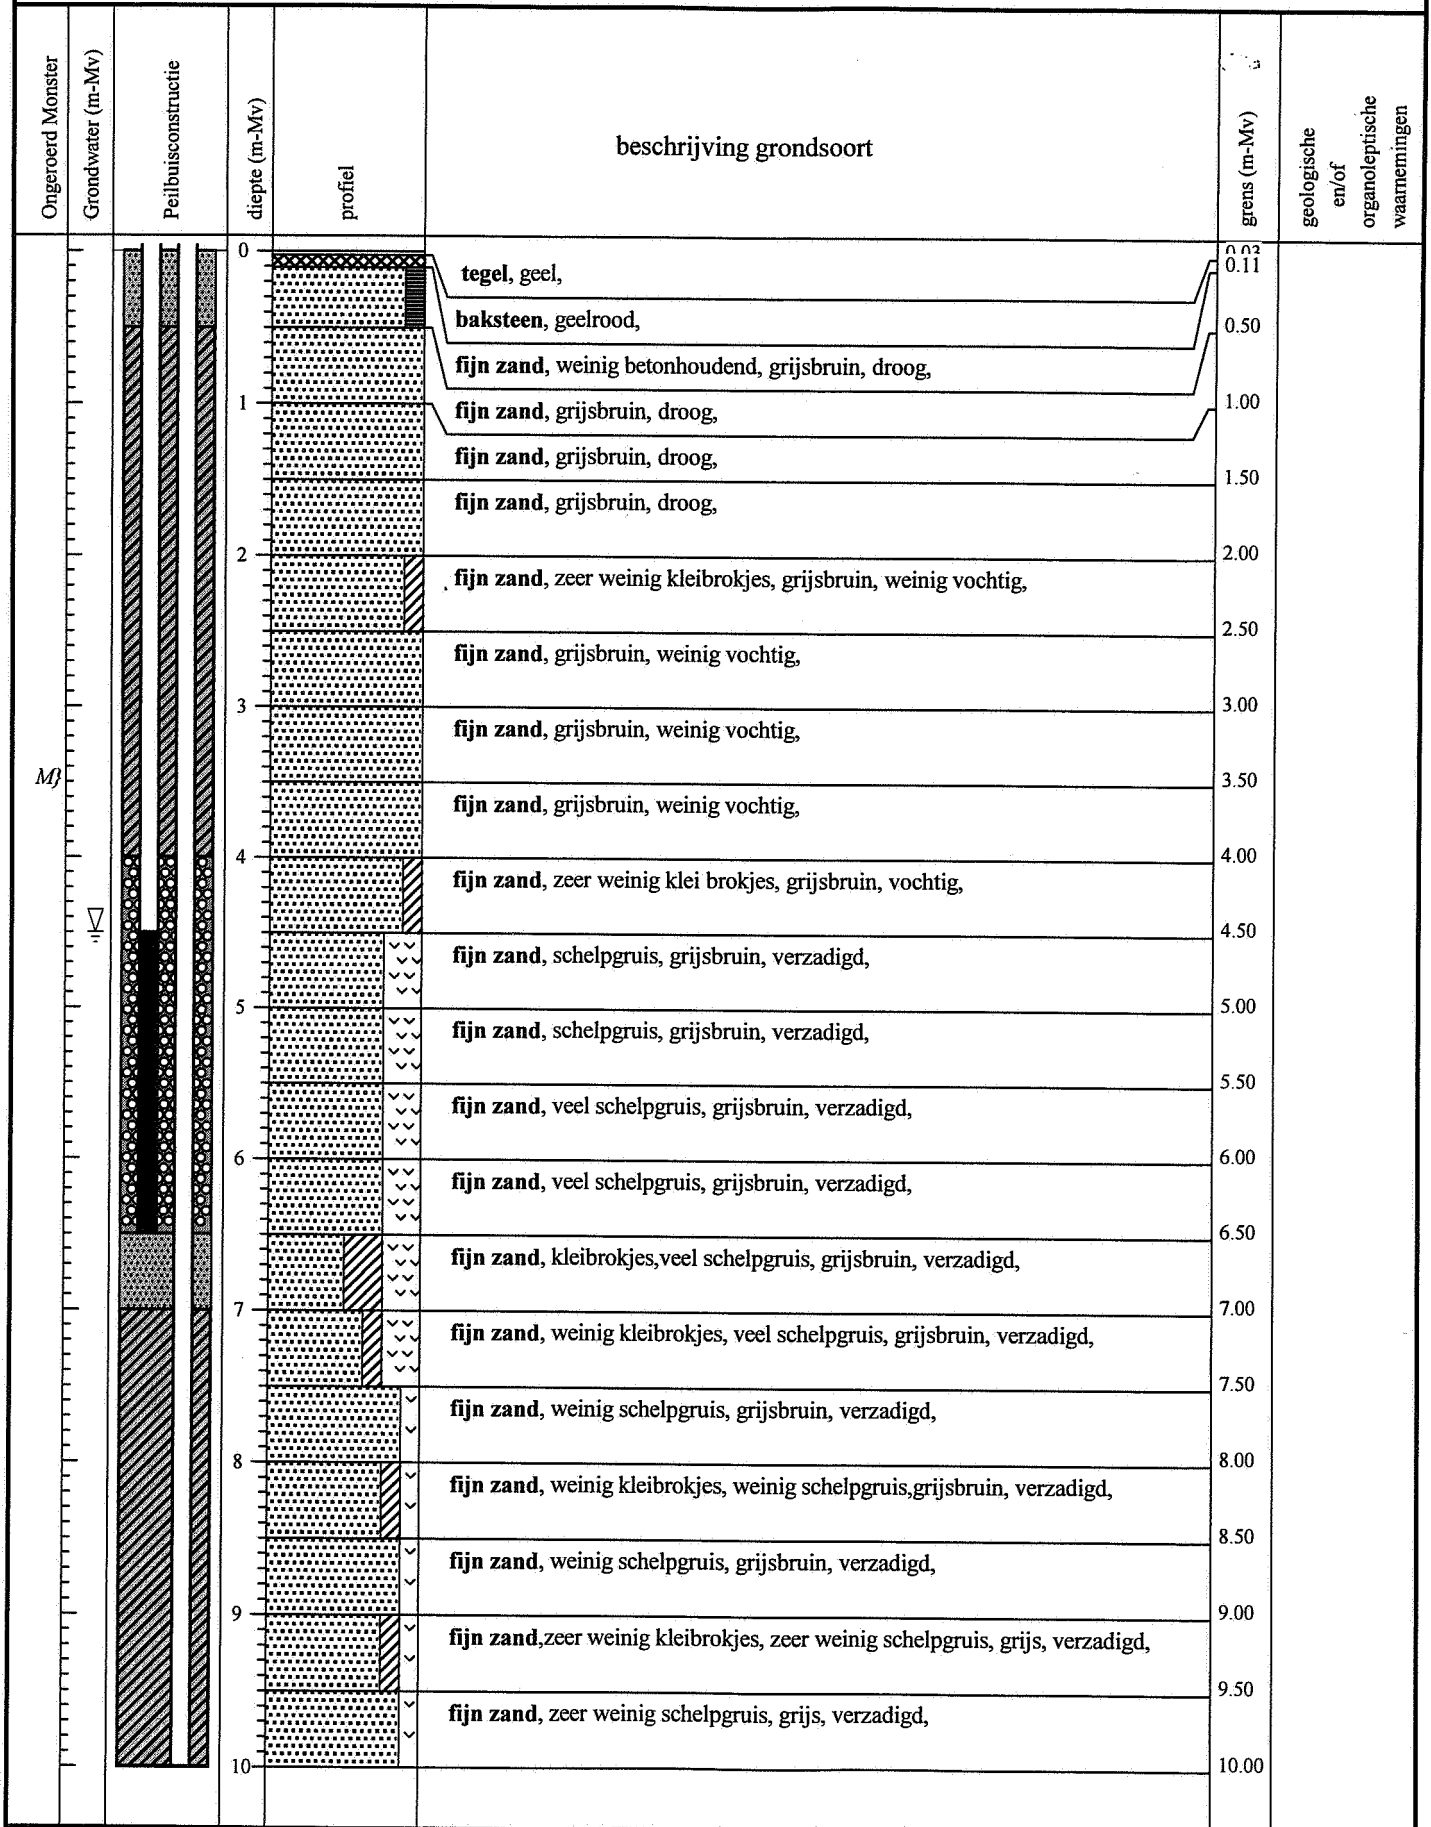 Ongeroerd Monster
Grondwater (m-Mv)
Peilbuisconstructie
diepte (m-Mv)
profiel
beschrijving grondsoort
grens (m-Mv)
geologische
en/of
organoleptische
waarnemingen
0
0.03
tegel, geel,
0.11
baksteen, geelrood,
0.50
fijn zand, weinig betonhoudend, grijsbruin, droog,
1
fijn zand, grijsbruin, droog,
1.00
fijn zand, grijsbruin, droog,
1.50
fijn zand, grijsbruin, droog,
2
2.00
fijn zand, zeer weinig kleibrokjes, grijsbruin, weinig vochtig,
2.50
fijn zand, grijsbruin, weinig vochtig,
3
3.00
fijn zand, grijsbruin, weinig vochtig,
M}
3.50
fijn zand, grijsbruin, weinig vochtig,
4
4.00
fijn zand, zeer weinig klei brokjes, grijsbruin, vochtig,
4.50
fijn zand, schelpgruis, grijsbruin, verzadigd,
5
5.00
fijn zand, schelpgruis, grijsbruin, verzadigd,
5.50
fijn zand, veel schelpgruis, grijsbruin, verzadigd,
6
6.00
fijn zand, veel schelpgruis, grijsbruin, verzadigd,
6.50
fijn zand, kleibrokjes,veel schelpgruis, grijsbruin, verzadigd,
7
7.00
fijn zand, weinig kleibrokjes, veel schelpgruis, grijsbruin, verzadigd,
7.50
fijn zand, weinig schelpgruis, grijsbruin, verzadigd,
8
8.00
fijn zand, weinig kleibrokjes, weinig schelpgruis,grijsbruin, verzadigd,
8.50
fijn zand, weinig schelpgruis, grijsbruin, verzadigd,
9
9.00
fijn zand,zeer weinig kleibrokjes, zeer weinig schelpgruis, grijs, verzadigd,
9.50
fijn zand, zeer weinig schelpgruis, grijs, verzadigd,
10
10.00